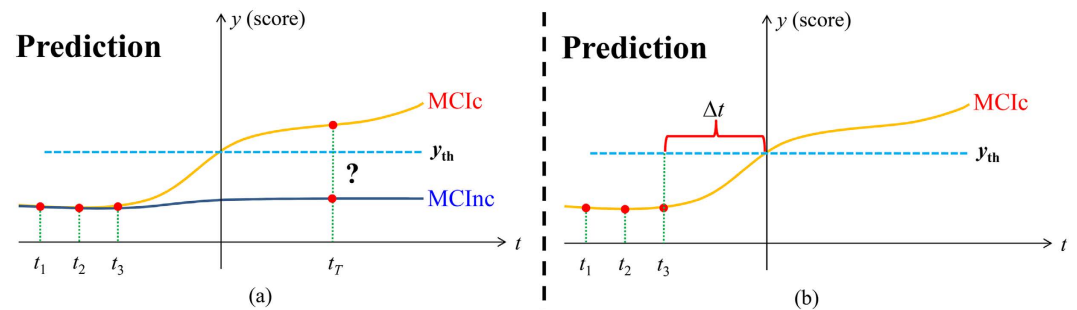 y (score)
Prediction
MCIc
y_th
?
MCInc
t
t_1 t_2 t_3 t_T
(a)
y (score)
Prediction
Δt
MCIc
y_th
t
t_1 t_2 t_3
(b)